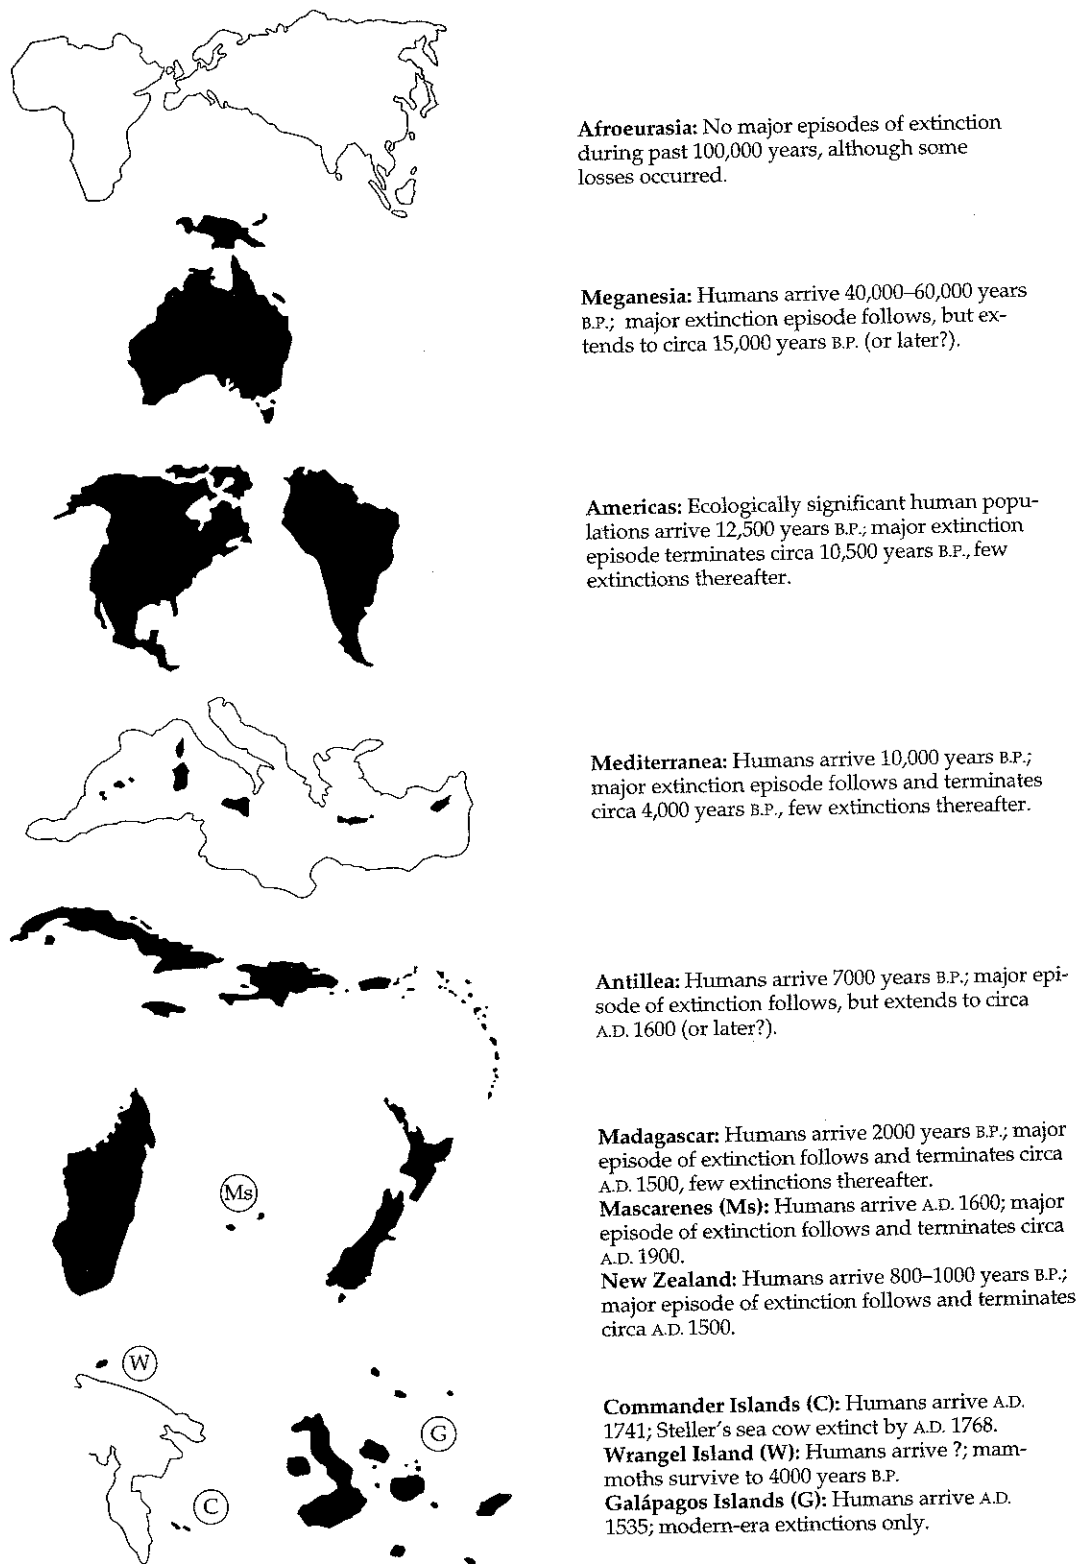 Afroeurasia: No major episodes of extinction
during past 100,000 years, although some
losses occurred.
Meganesia: Humans arrive 40,000–60,000 years
B.P.; major extinction episode follows, but ex-
tends to circa 15,000 years B.P. (or later?).
Americas: Ecologically significant human popu-
lations arrive 12,500 years B.P.; major extinction
episode terminates circa 10,500 years B.P., few
extinctions thereafter.
Mediterranea: Humans arrive 10,000 years B.P.;
major extinction episode follows and terminates
circa 4,000 years B.P., few extinctions thereafter.
Antillea: Humans arrive 7000 years B.P.; major epi-
sode of extinction follows, but extends to circa
A.D. 1600 (or later?).
Ms
Madagascar: Humans arrive 2000 years B.P.; major
episode of extinction follows and terminates circa
A.D. 1500, few extinctions thereafter.
Mascarenes (Ms): Humans arrive A.D. 1600; major
episode of extinction follows and terminates circa
A.D. 1900.
New Zealand: Humans arrive 800–1000 years B.P.;
major episode of extinction follows and terminates
circa A.D. 1500.
W
G
C
Commander Islands (C): Humans arrive A.D.
1741; Steller's sea cow extinct by A.D. 1768.
Wrangel Island (W): Humans arrive ?; mam-
moths survive to 4000 years B.P.
Galápagos Islands (G): Humans arrive A.D.
1535; modern-era extinctions only.